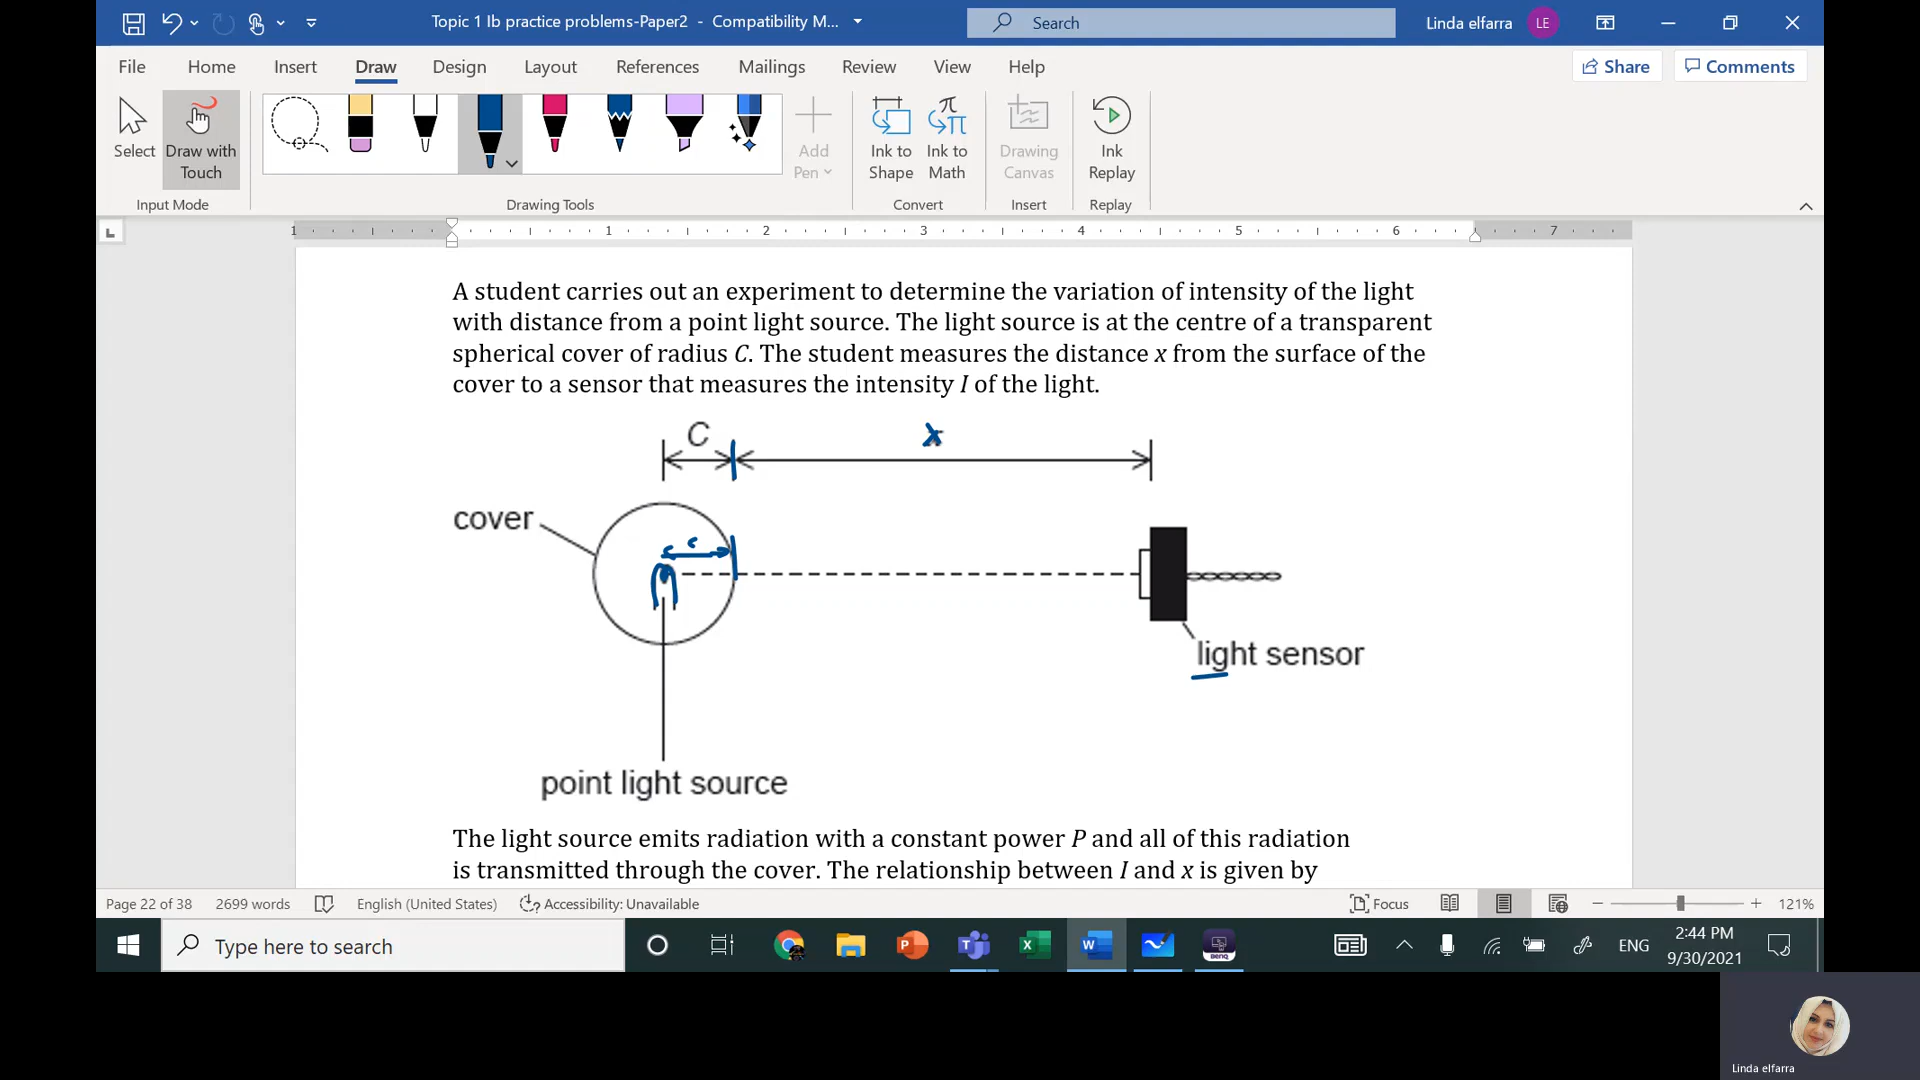 Topic 1 Ib practice problems-Paper2 - Compatibility M...
Search
Linda elfarra
LE
File Home Insert Draw Design Layout References Mailings Review View Help
Share
Comments
Select
Draw with Touch
Add Pen
Ink to Shape
Ink to Math
Drawing Canvas
Ink Replay
Input Mode
Drawing Tools
Convert
Insert
Replay
1 1 2 3 4 5 6 7
A student carries out an experiment to determine the variation of intensity of the light
with distance from a point light source. The light source is at the centre of a transparent
spherical cover of radius C. The student measures the distance x from the surface of the
cover to a sensor that measures the intensity I of the light.
C
x
cover
c
light sensor
point light source
The light source emits radiation with a constant power P and all of this radiation
is transmitted through the cover. The relationship between I and x is given by
Page 22 of 38 2699 words English (United States) Accessibility: Unavailable Focus 121%
Type here to search
ENG
2:44 PM
9/30/2021
Linda elfarra